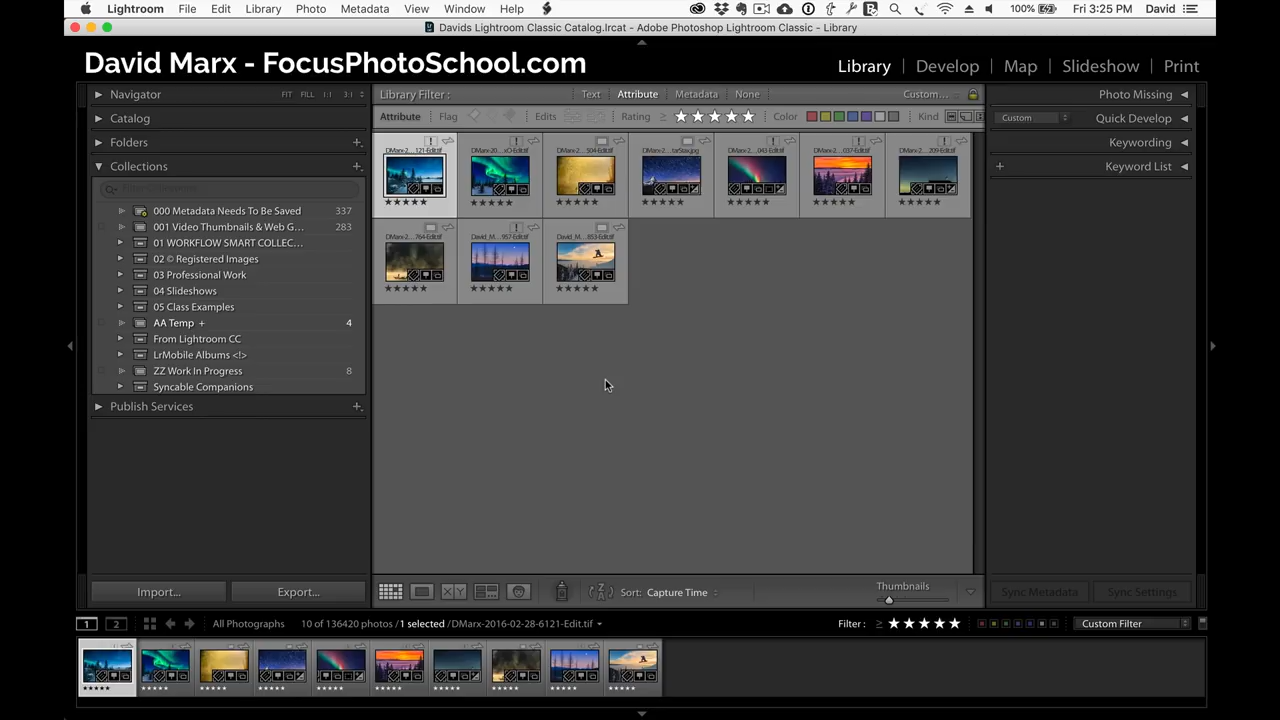 Lightroom File Edit Library Photo Metadata View Window Help 100% Fri 3:25 PM David
Davids Lightroom Classic Catalog.lrcat - Adobe Photoshop Lightroom Classic - Library
David Marx - FocusPhotoSchool.com
Library | Develop | Map | Slideshow | Print
Navigator FIT FILL 1:1 3:1
Library Filter : Text Attribute Metadata None Custom...
Photo Missing
Catalog
Attribute Flag Edits Rating ≥ ★★★★★ Color Kind
Custom Quick Develop
Folders +
Keywording
Collections +
+ Keyword List
DMarx-2... 121-Edit.tif
000 Metadata Needs To Be Saved 337
001 Video Thumbnails & Web G... 283
01 WORKFLOW SMART COLLEC...
02 © Registered Images
03 Professional Work
04 Slideshows
05 Class Examples
AA Temp + 4
From Lightroom CC
LrMobile Albums <!>
ZZ Work In Progress 8
Syncable Companions
Publish Services +
Import... Export...
XY Sort: Capture Time
Thumbnails
Sync Metadata Sync Settings
1 2 All Photographs 10 of 136420 photos / 1 selected / DMarx-2016-02-28-6121-Edit.tif
Filter : ≥ ★★★★★ Custom Filter